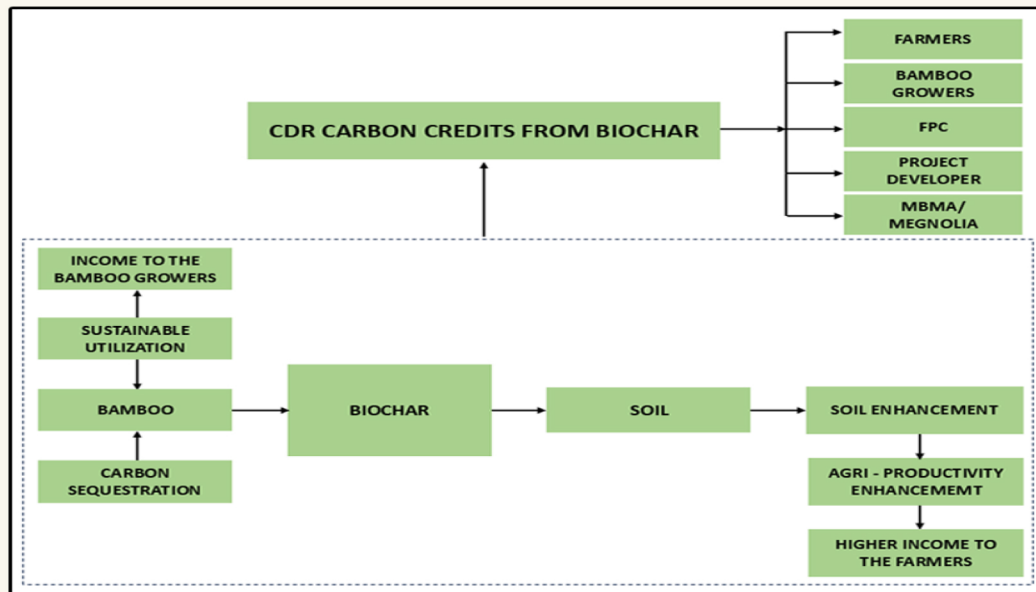 FARMERS
BAMBOO
GROWERS
CDR CARBON CREDITS FROM BIOCHAR
FPC
PROJECT
DEVELOPER
MBMA/
MEGNOLIA
INCOME TO THE
BAMBOO GROWERS
SUSTAINABLE
UTILIZATION
BAMBOO
BIOCHAR
SOIL
SOIL ENHANCEMENT
CARBON
SEQUESTRATION
AGRI - PRODUCTIVITY
ENHANCEMEMT
HIGHER INCOME TO
THE FARMERS